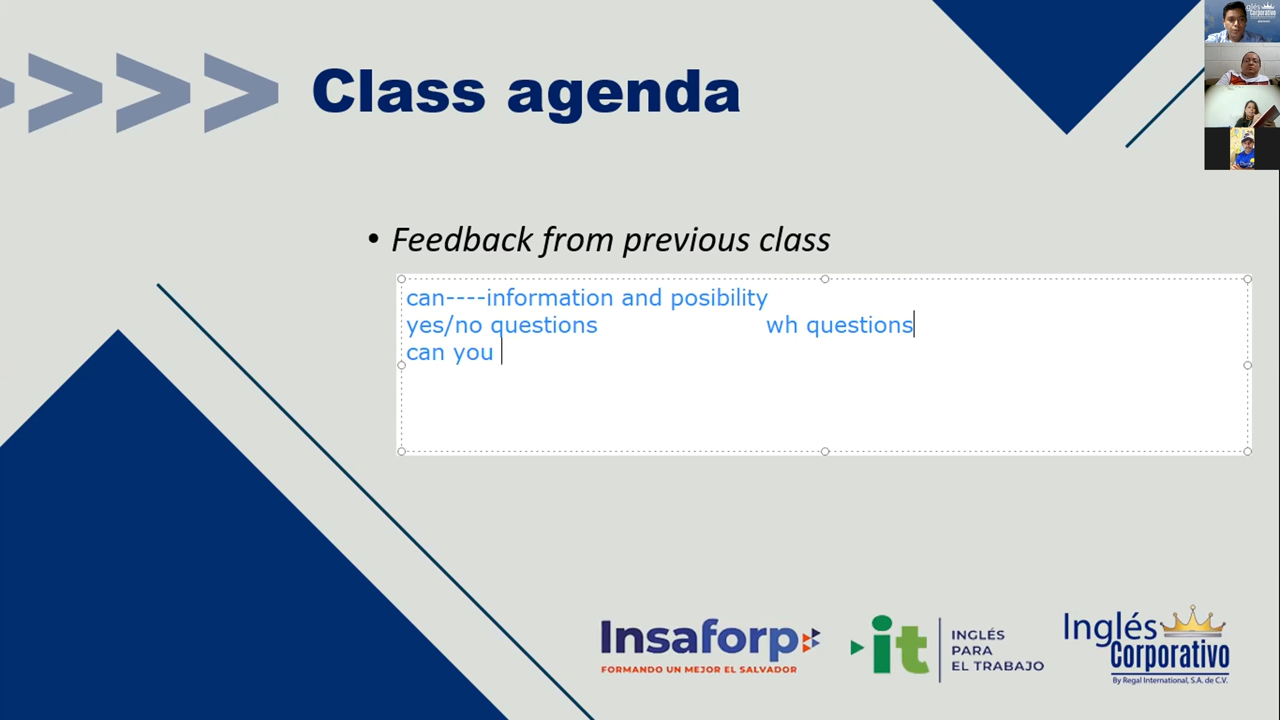 Class agenda
• Feedback from previous class
can----information and posibility
yes/no questions wh questions
can you
Insaforp
FORMANDO UN MEJOR EL SALVADOR
it
INGLÉS
PARA
EL TRABAJO
Inglés
Corporativo
By Regal International, S.A. de C.V.